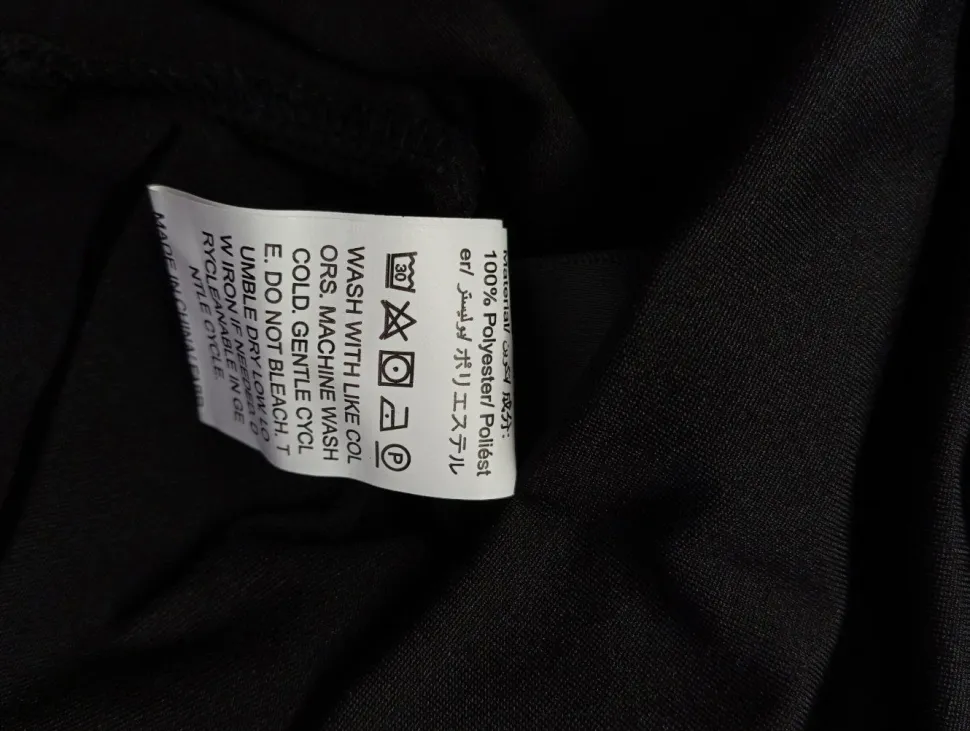 Material/ 成分:
100% Polyester/ Poliést
er/ بوليستر/ ポリエステル
30 P
WASH WITH LIKE COL
ORS. MACHINE WASH
COLD. GENTLE CYCL
E. DO NOT BLEACH. T
UMBLE DRY LOW LO
W IRON IF NEEDED O
RYCLEANABLE IN GE
NTLE CYCLE.
MADE IN CHINA